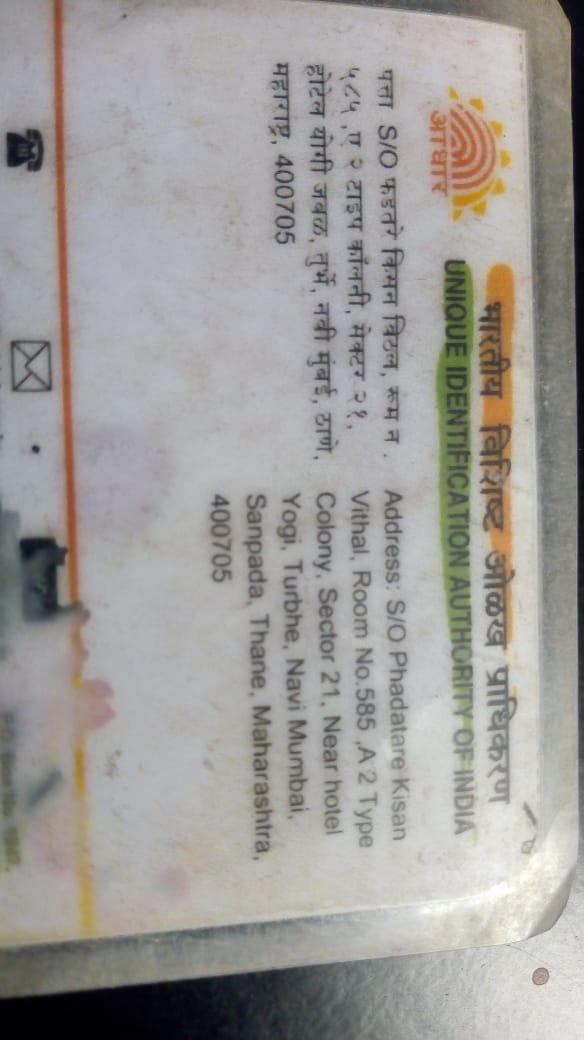 आधार
भारतीय विशिष्ट ओळख प्राधिकरण
UNIQUE IDENTIFICATION AUTHORITY OF INDIA
पत्ता S/O फडतरे किसन विठल, रूम न .
५८५ ,ए २ टाइप कॉलनी, सेक्टर २१,
होटेल योगी जवळ, तुर्भे, नवी मुंबई, ठाणे,
महाराष्ट्र, 400705
Address: S/O Phadatare Kisan
Vithal, Room No.585 ,A 2 Type
Colony, Sector 21, Near hotel
Yogi, Turbhe, Navi Mumbai,
Sanpada, Thane, Maharashtra,
400705